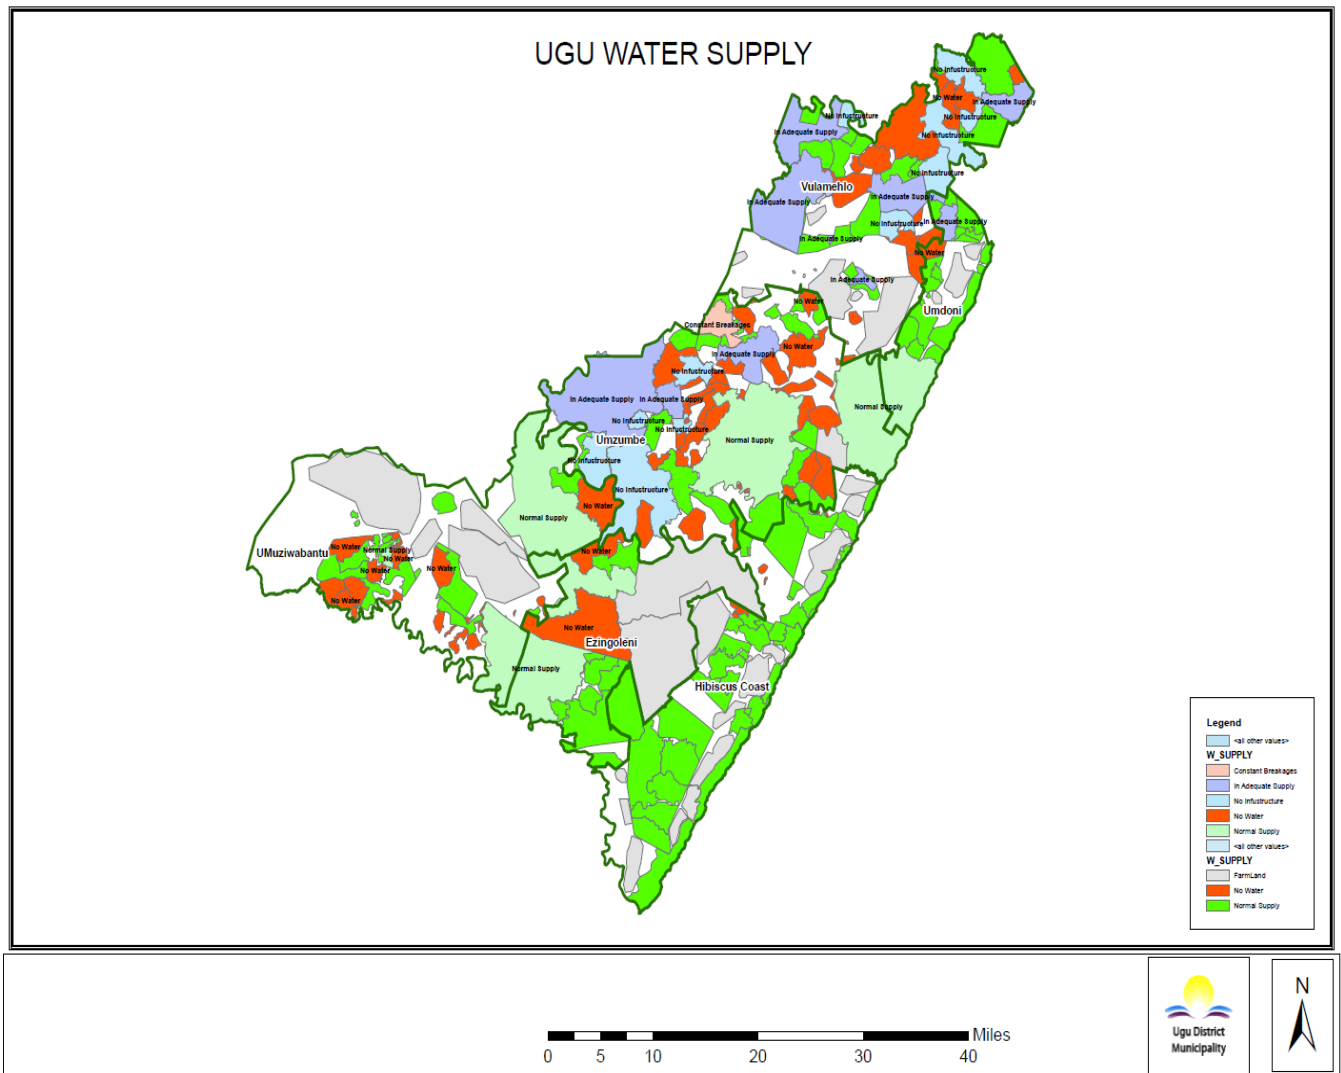 UGU WATER SUPPLY
No Infustructure
No Water
In Adequate Supply
No Infustructure
No Infustructure
No Infustructure
In Adequate Supply
No Infustructure
Vulamehlo
In Adequate Supply
In Adequate Supply
No Infustructure
In Adequate Supply
In Adequate Supply
No Water
In Adequate Supply
No Water
Umdoni
Constant Breakages
No Water
In Adequate Supply
No Infustructure
In Adequate Supply
In Adequate Supply
Normal Supply
No Infustructure
No Infustructure
Umzumbe
Normal Supply
No Infustructure
No Infustructure
No Water
Normal Supply
UMuziwabantu
No Water
Normal Supply
No Water
No Water
No Water
No Water
No Water
No Water
Ezingoleni
Normal Supply
Hibiscus Coast
Legend
<all other values>
W_SUPPLY
Constant Breakages
In Adequate Supply
No Infustructure
No Water
Normal Supply
<all other values>
W_SUPPLY
FarmLand
No Water
Normal Supply
Miles
0 5 10 20 30 40
Ugu District
Municipality
N